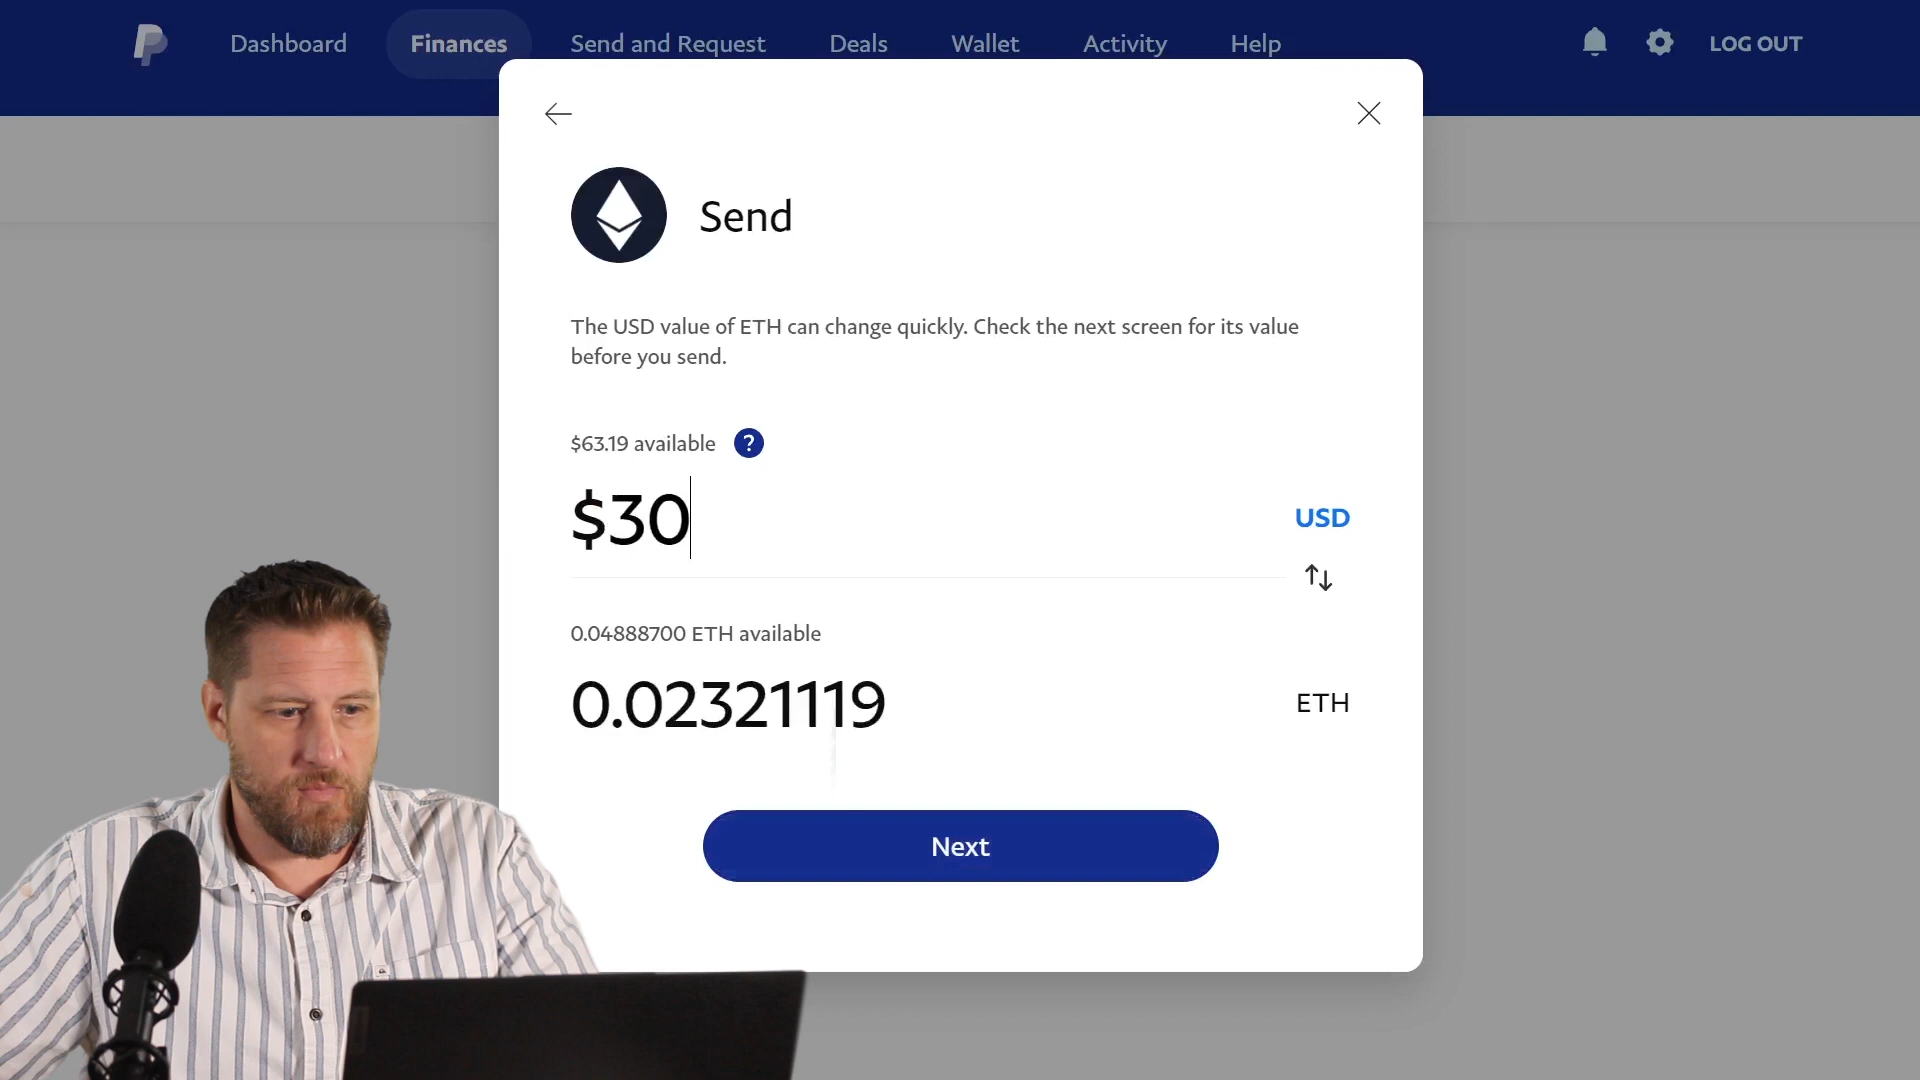 Dashboard
Finances
Send and Request
Deals
Wallet
Activity
Help
LOG OUT
Send
The USD value of ETH can change quickly. Check the next screen for its value
before you send.
$63.19 available ?
$30
USD
0.04888700 ETH available
0.02321119
ETH
Next